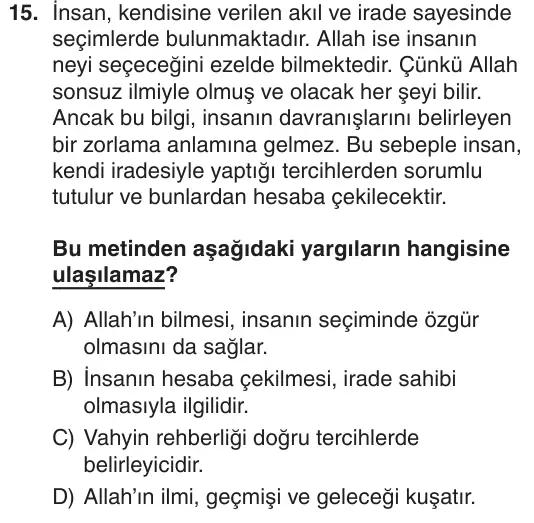 15. İnsan, kendisine verilen akıl ve irade sayesinde
seçimlerde bulunmaktadır. Allah ise insanın
neyi seçeceğini ezelde bilmektedir. Çünkü Allah
sonsuz ilmiyle olmuş ve olacak her şeyi bilir.
Ancak bu bilgi, insanın davranışlarını belirleyen
bir zorlama anlamına gelmez. Bu sebeple insan,
kendi iradesiyle yaptığı tercihlerden sorumlu
tutulur ve bunlardan hesaba çekilecektir.
Bu metinden aşağıdaki yargıların hangisine
ulaşılamaz?
A) Allah’ın bilmesi, insanın seçiminde özgür
olmasını da sağlar.
B) İnsanın hesaba çekilmesi, irade sahibi
olmasıyla ilgilidir.
C) Vahyin rehberliği doğru tercihlerde
belirleyicidir.
D) Allah’ın ilmi, geçmişi ve geleceği kuşatır.